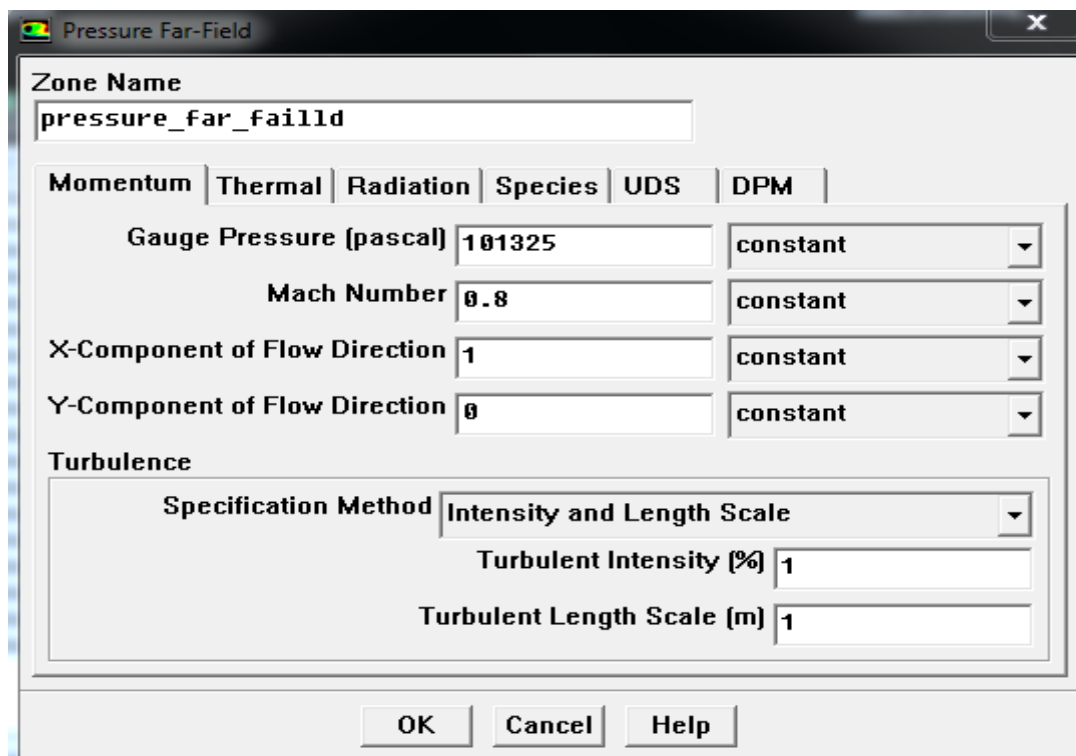 Pressure Far-Field
x
Zone Name
pressure_far_failld
Momentum Thermal Radiation Species UDS DPM
Gauge Pressure (pascal) 101325 constant
Mach Number 0.8 constant
X-Component of Flow Direction 1 constant
Y-Component of Flow Direction 0 constant
Turbulence
Specification Method Intensity and Length Scale
Turbulent Intensity (%) 1
Turbulent Length Scale (m) 1
OK Cancel Help